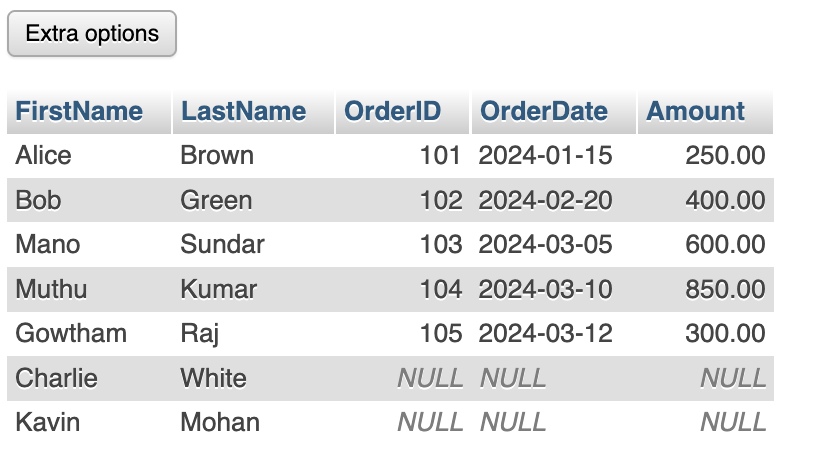 Extra options
FirstName LastName OrderID OrderDate Amount
Alice Brown 101 2024-01-15 250.00
Bob Green 102 2024-02-20 400.00
Mano Sundar 103 2024-03-05 600.00
Muthu Kumar 104 2024-03-10 850.00
Gowtham Raj 105 2024-03-12 300.00
Charlie White NULL NULL NULL
Kavin Mohan NULL NULL NULL